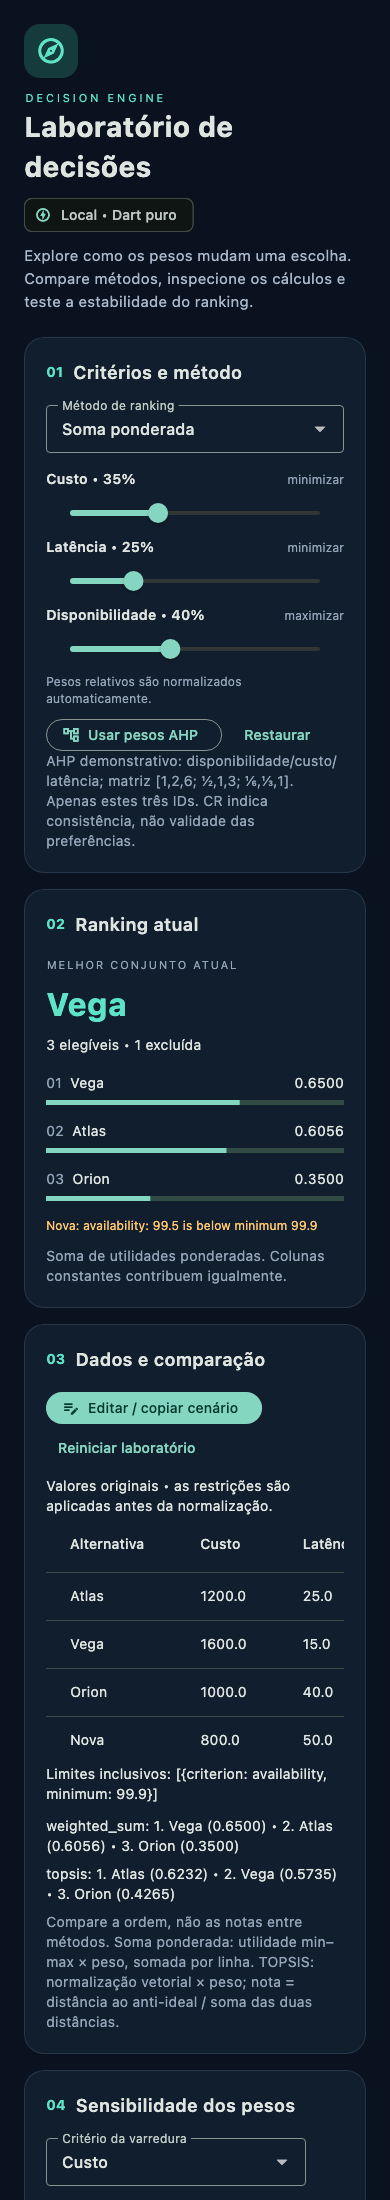 DECISION ENGINE
Laboratório de
decisões
Local • Dart puro
Explore como os pesos mudam uma escolha.
Compare métodos, inspecione os cálculos e
teste a estabilidade do ranking.
01 Critérios e método
Método de ranking
Soma ponderada
Custo • 35% minimizar
Latência • 25% minimizar
Disponibilidade • 40% maximizar
Pesos relativos são normalizados
automaticamente.
Usar pesos AHP Restaurar
AHP demonstrativo: disponibilidade/custo/
latência; matriz [1,2,6; ½,1,3; ⅙,⅓,1].
Apenas estes três IDs. CR indica
consistência, não validade das
preferências.
02 Ranking atual
MELHOR CONJUNTO ATUAL
Vega
3 elegíveis • 1 excluída
01 Vega 0.6500
02 Atlas 0.6056
03 Orion 0.3500
Nova: availability: 99.5 is below minimum 99.9
Soma de utilidades ponderadas. Colunas
constantes contribuem igualmente.
03 Dados e comparação
Editar / copiar cenário
Reiniciar laboratório
Valores originais • as restrições são
aplicadas antes da normalização.
Alternativa Custo Latênc
Atlas 1200.0 25.0
Vega 1600.0 15.0
Orion 1000.0 40.0
Nova 800.0 50.0
Limites inclusivos: [{criterion: availability,
minimum: 99.9}]
weighted_sum: 1. Vega (0.6500) • 2. Atlas
(0.6056) • 3. Orion (0.3500)
topsis: 1. Atlas (0.6232) • 2. Vega (0.5735)
• 3. Orion (0.4265)
Compare a ordem, não as notas entre
métodos. Soma ponderada: utilidade min–
max × peso, somada por linha. TOPSIS:
normalização vetorial × peso; nota =
distância ao anti-ideal / soma das duas
distâncias.
04 Sensibilidade dos pesos
Critério da varredura
Custo